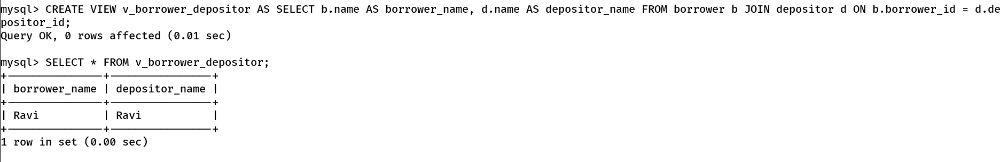 mysql> CREATE VIEW v_borrower_depositor AS SELECT b.name AS borrower_name, d.name AS depositor_name FROM borrower b JOIN depositor d ON b.borrower_id = d.de
positor_id;
Query OK, 0 rows affected (0.01 sec)

mysql> SELECT * FROM v_borrower_depositor;
+---------------+----------------+
| borrower_name | depositor_name |
+---------------+----------------+
| Ravi          | Ravi           |
+---------------+----------------+
1 row in set (0.00 sec)